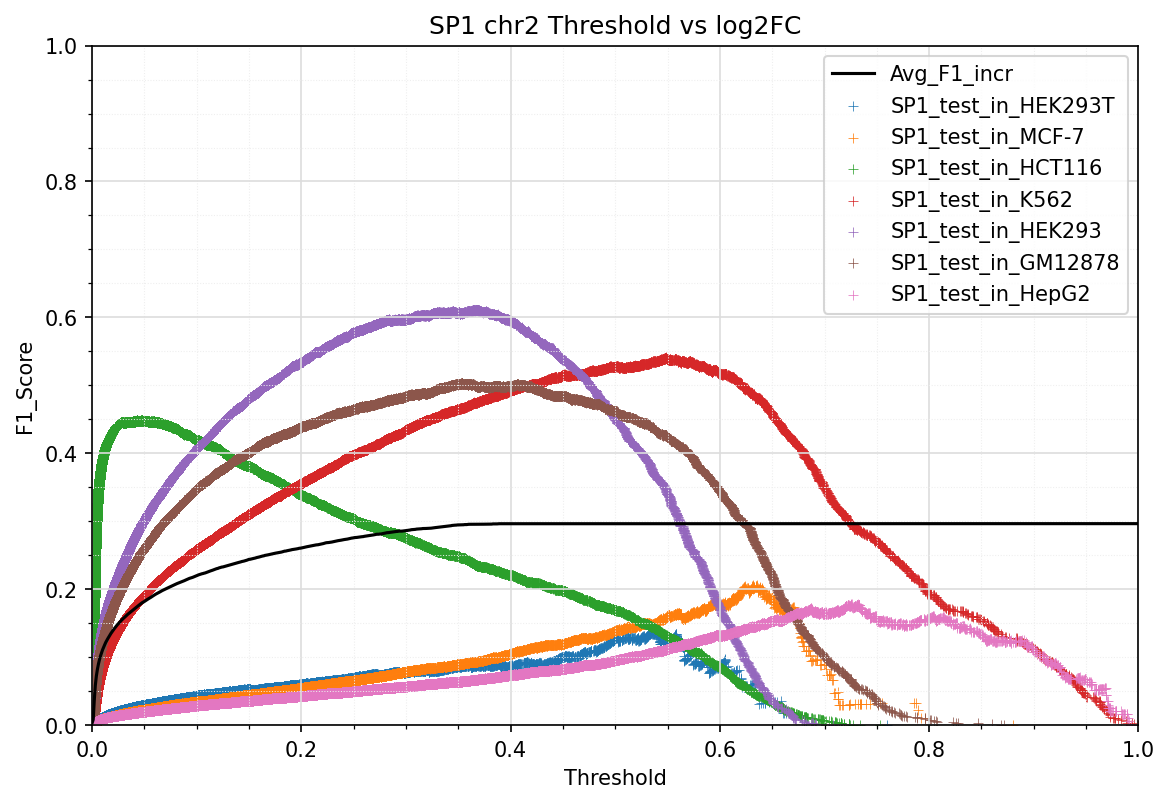 SP1 chr2 Threshold vs log2FC
1.0
0.8
0.6
0.4
0.2
0.0
F1_Score
Avg_F1_incr
SP1_test_in_HEK293T
SP1_test_in_MCF-7
SP1_test_in_HCT116
SP1_test_in_K562
SP1_test_in_HEK293
SP1_test_in_GM12878
SP1_test_in_HepG2
0.0 0.2 0.4 0.6 0.8 1.0
Threshold